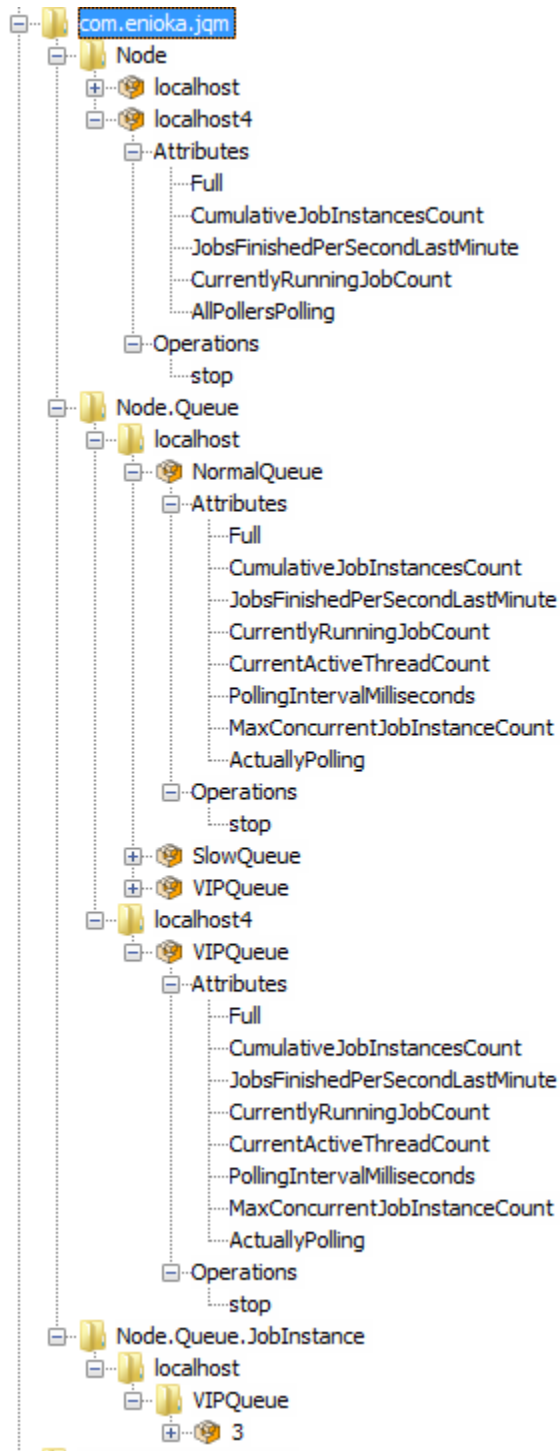 com.enioka.jqm
Node
localhost
localhost4
Attributes
Full
CumulativeJobInstancesCount
JobsFinishedPerSecondLastMinute
CurrentlyRunningJobCount
AllPollersPolling
Operations
stop
Node.Queue
localhost
NormalQueue
Attributes
Full
CumulativeJobInstancesCount
JobsFinishedPerSecondLastMinute
CurrentlyRunningJobCount
CurrentActiveThreadCount
PollingIntervalMilliseconds
MaxConcurrentJobInstanceCount
ActuallyPolling
Operations
stop
SlowQueue
VIPQueue
localhost4
VIPQueue
Attributes
Full
CumulativeJobInstancesCount
JobsFinishedPerSecondLastMinute
CurrentlyRunningJobCount
CurrentActiveThreadCount
PollingIntervalMilliseconds
MaxConcurrentJobInstanceCount
ActuallyPolling
Operations
stop
Node.Queue.JobInstance
localhost
VIPQueue
3